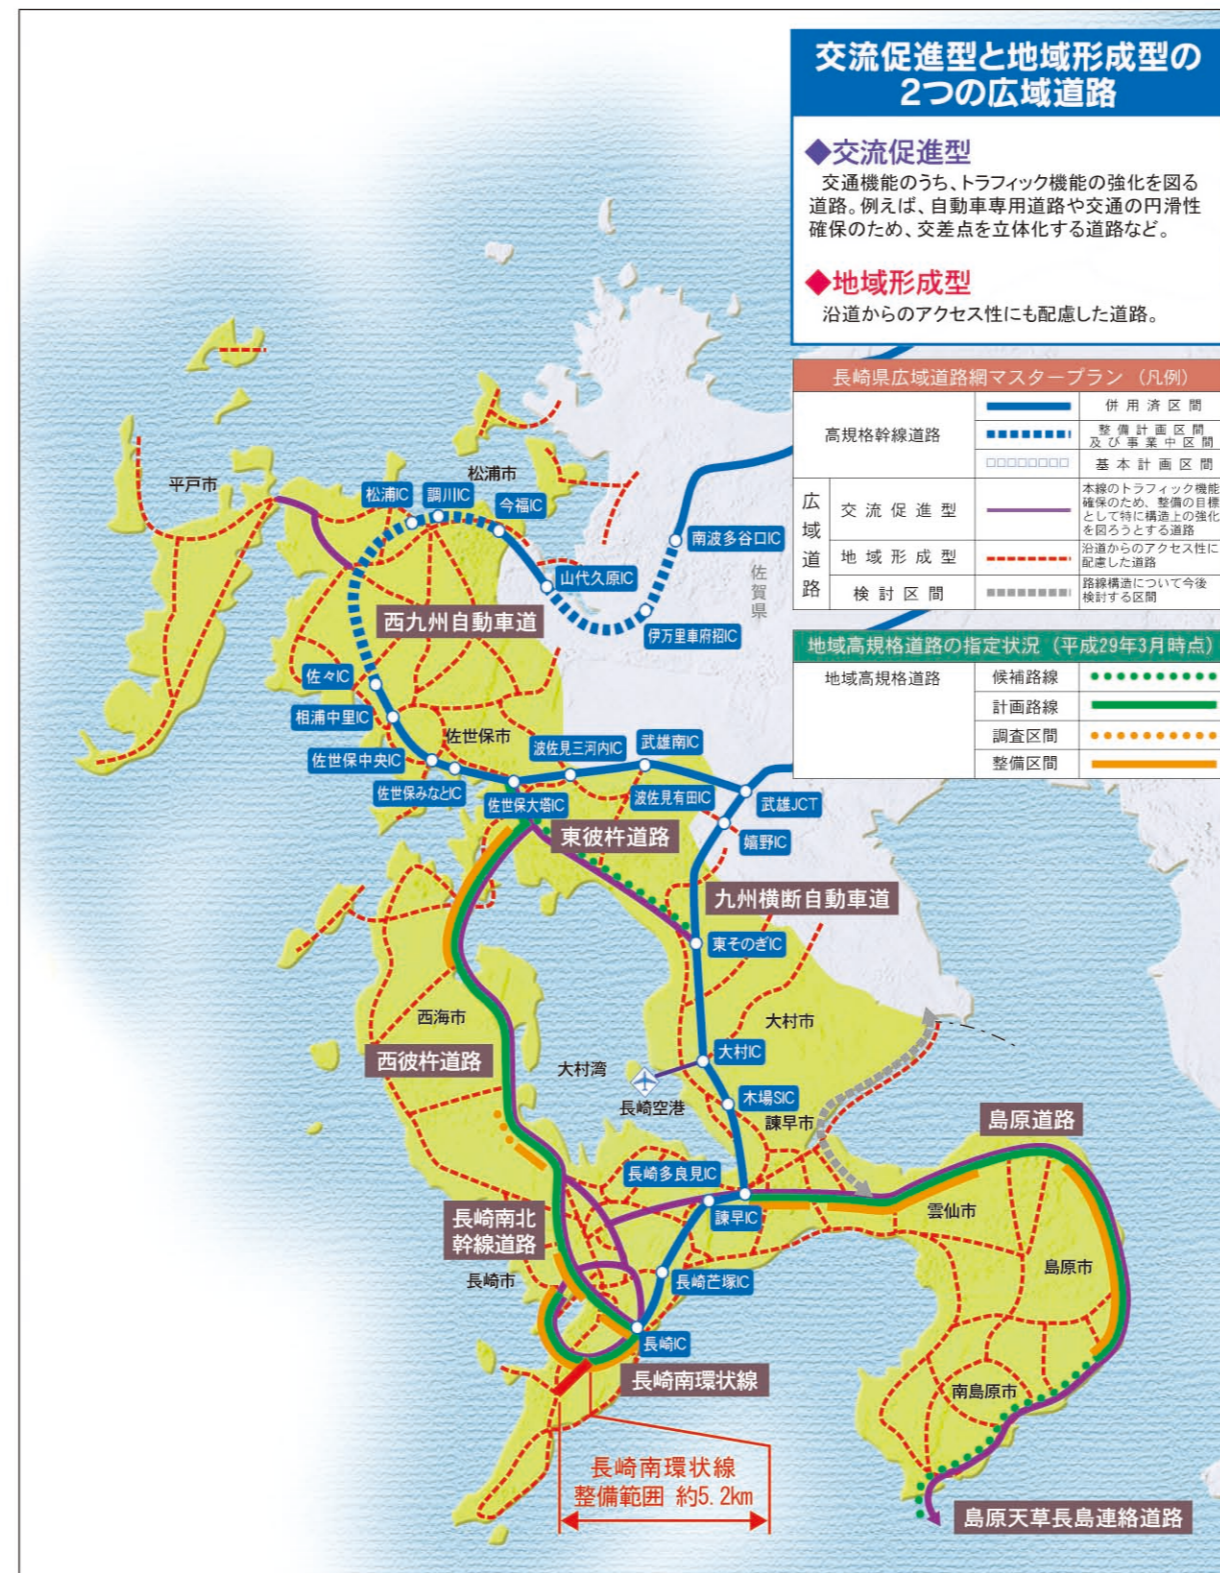 交流促進型と地域形成型の
2つの広域道路
◆交流促進型
交通機能のうち、トラフィック機能の強化を図る
道路。例えば、自動車専用道路や交通の円滑性
確保のため、交差点を立体化する道路など。
◆地域形成型
沿道からのアクセス性にも配慮した道路。
長崎県広域道路網マスタープラン（凡例）
高規格幹線道路
併用済区間
整備計画区間
及び事業中区間
基本計画区間
広域道路
交流促進型
本線のトラフィック機能
確保のため、整備の目標
として特に構造上の強化
を図ろうとする道路
地域形成型
沿道からのアクセス性に
配慮した道路
検討区間
路線構造について今後
検討する区間
地域高規格道路の指定状況（平成29年3月時点）
地域高規格道路
候補路線
計画路線
調査区間
整備区間
平戸市
松浦市
松浦IC
調川IC
今福IC
南波多谷口IC
山代久原IC
佐賀県
伊万里車府招IC
西九州自動車道
佐々IC
相浦中里IC
佐世保市
佐世保中央IC
波佐見三河内IC
武雄南IC
佐世保みなとIC
佐世保大塔IC
波佐見有田IC
武雄JCT
嬉野IC
東彼杵道路
九州横断自動車道
東そのぎIC
西海市
大村市
西彼杵道路
大村湾
大村IC
長崎空港
木場SIC
諫早市
島原道路
長崎多良見IC
諫早IC
雲仙市
長崎南北
幹線道路
長崎市
長崎芒塚IC
島原市
長崎IC
長崎南環状線
南島原市
長崎南環状線
整備範囲 約5.2km
島原天草長島連絡道路